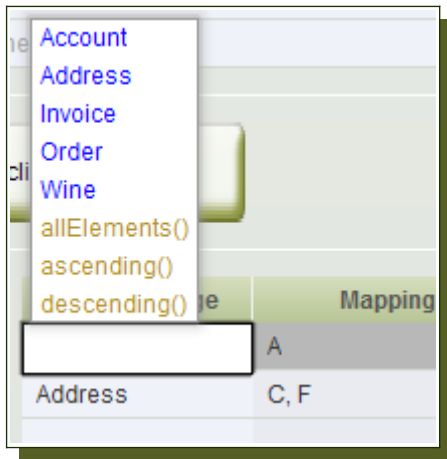 Account
Address
Invoice
Order
Wine
allElements()
ascending()
descending()
Mapping
A
Address
C, F